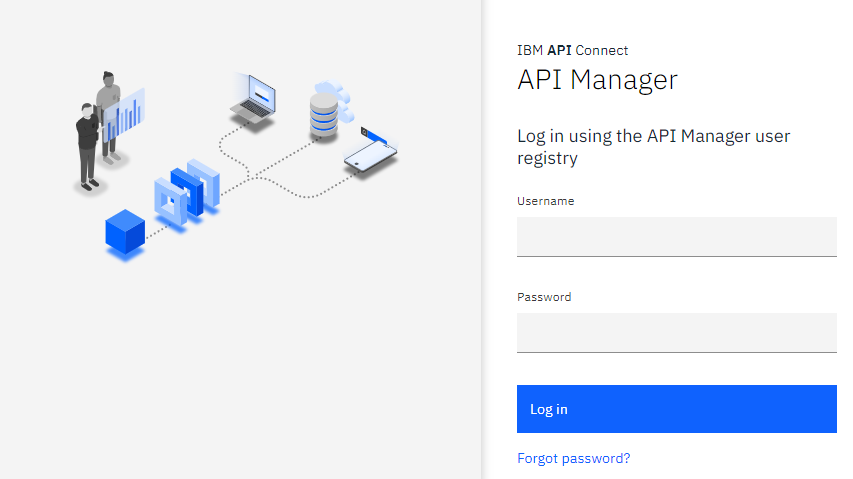 IBM API Connect
API Manager
Log in using the API Manager user
registry
Username
Password
Log in
Forgot password?